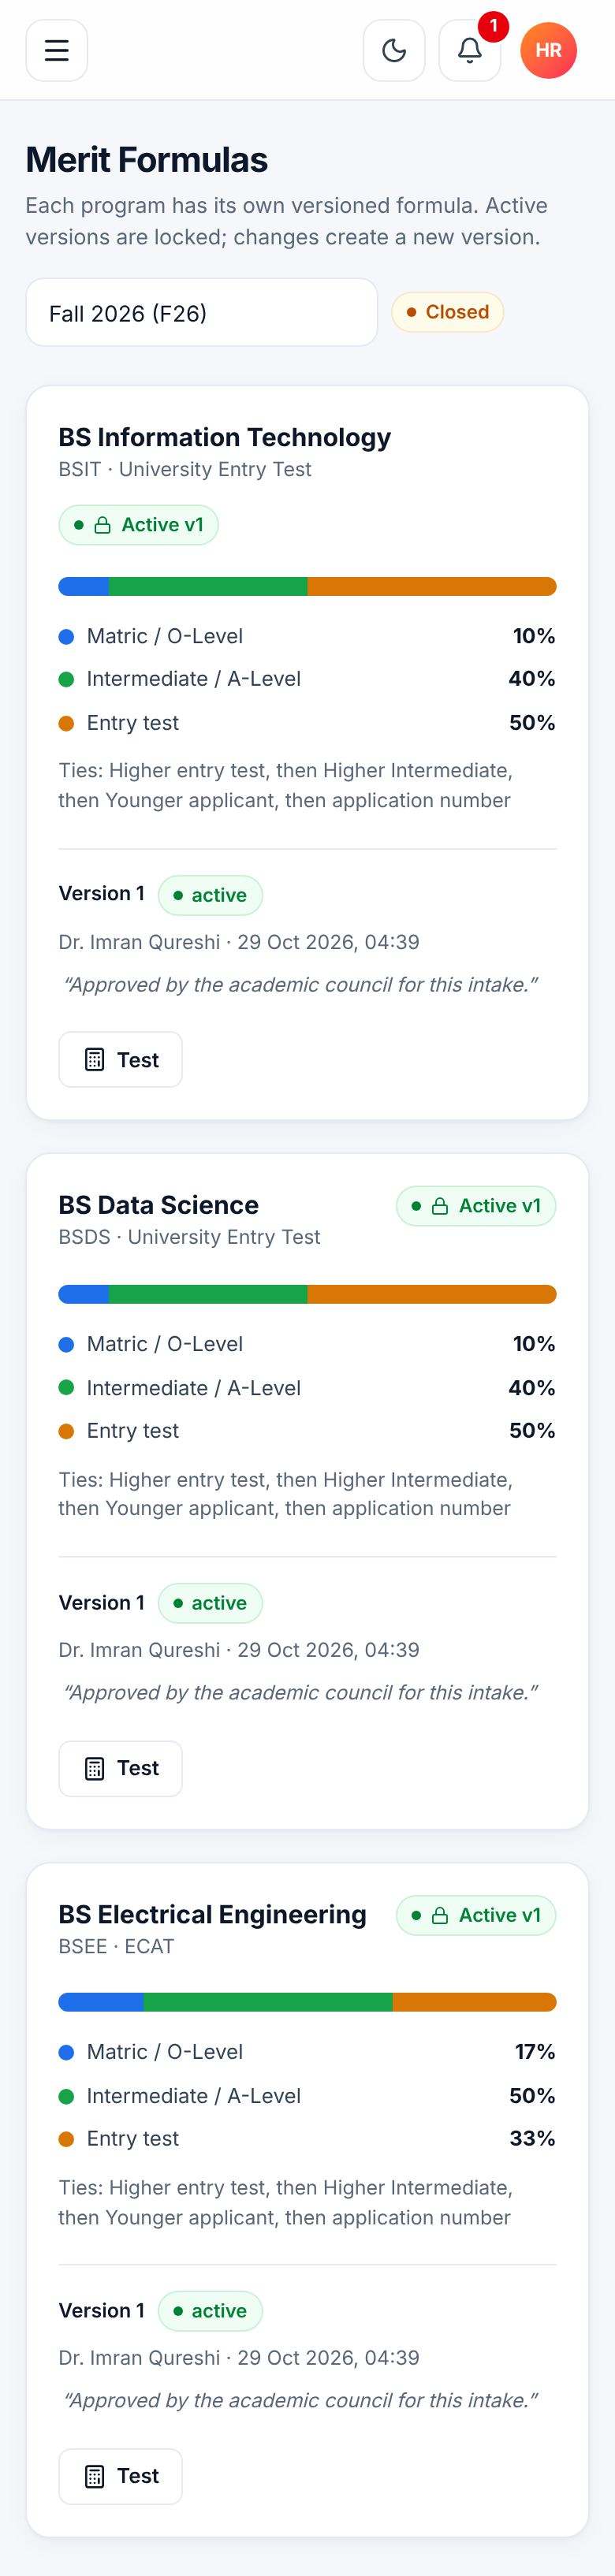 1
HR
Merit Formulas
Each program has its own versioned formula. Active
versions are locked; changes create a new version.
Fall 2026 (F26)
Closed
BS Information Technology
BSIT · University Entry Test
Active v1
Matric / O-Level 10%
Intermediate / A-Level 40%
Entry test 50%
Ties: Higher entry test, then Higher Intermediate,
then Younger applicant, then application number
Version 1 active
Dr. Imran Qureshi · 29 Oct 2026, 04:39
“Approved by the academic council for this intake.”
Test
BS Data Science Active v1
BSDS · University Entry Test
Matric / O-Level 10%
Intermediate / A-Level 40%
Entry test 50%
Ties: Higher entry test, then Higher Intermediate,
then Younger applicant, then application number
Version 1 active
Dr. Imran Qureshi · 29 Oct 2026, 04:39
“Approved by the academic council for this intake.”
Test
BS Electrical Engineering Active v1
BSEE · ECAT
Matric / O-Level 17%
Intermediate / A-Level 50%
Entry test 33%
Ties: Higher entry test, then Higher Intermediate,
then Younger applicant, then application number
Version 1 active
Dr. Imran Qureshi · 29 Oct 2026, 04:39
“Approved by the academic council for this intake.”
Test